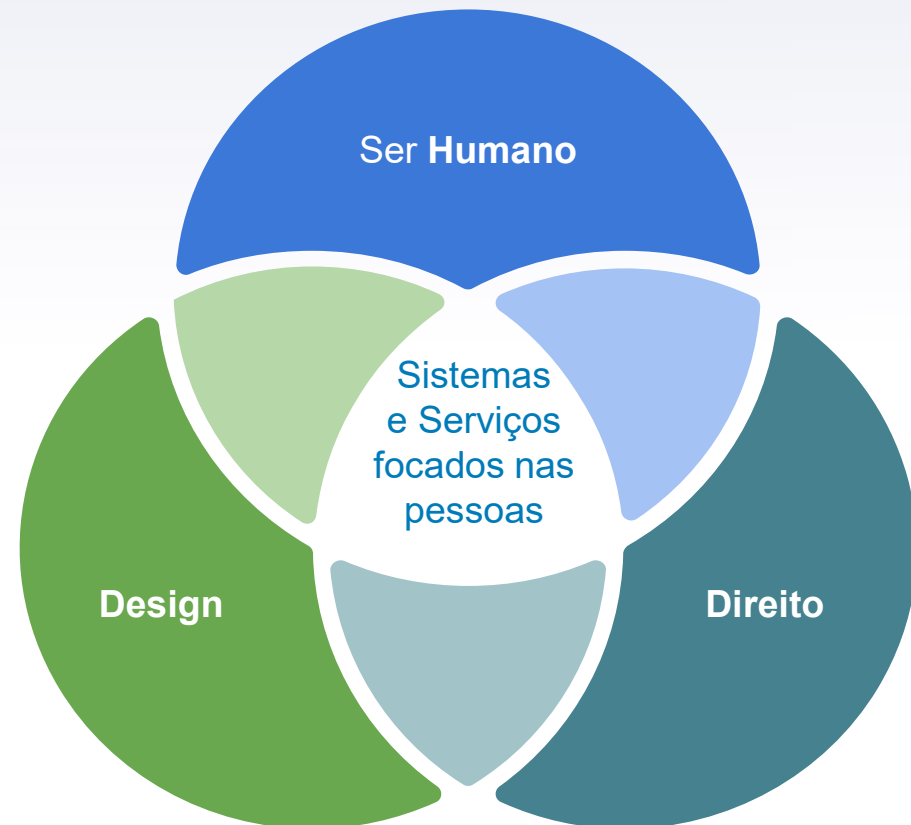 Ser Humano
Sistemas
e Serviços
focados nas
pessoas
Design
Direito